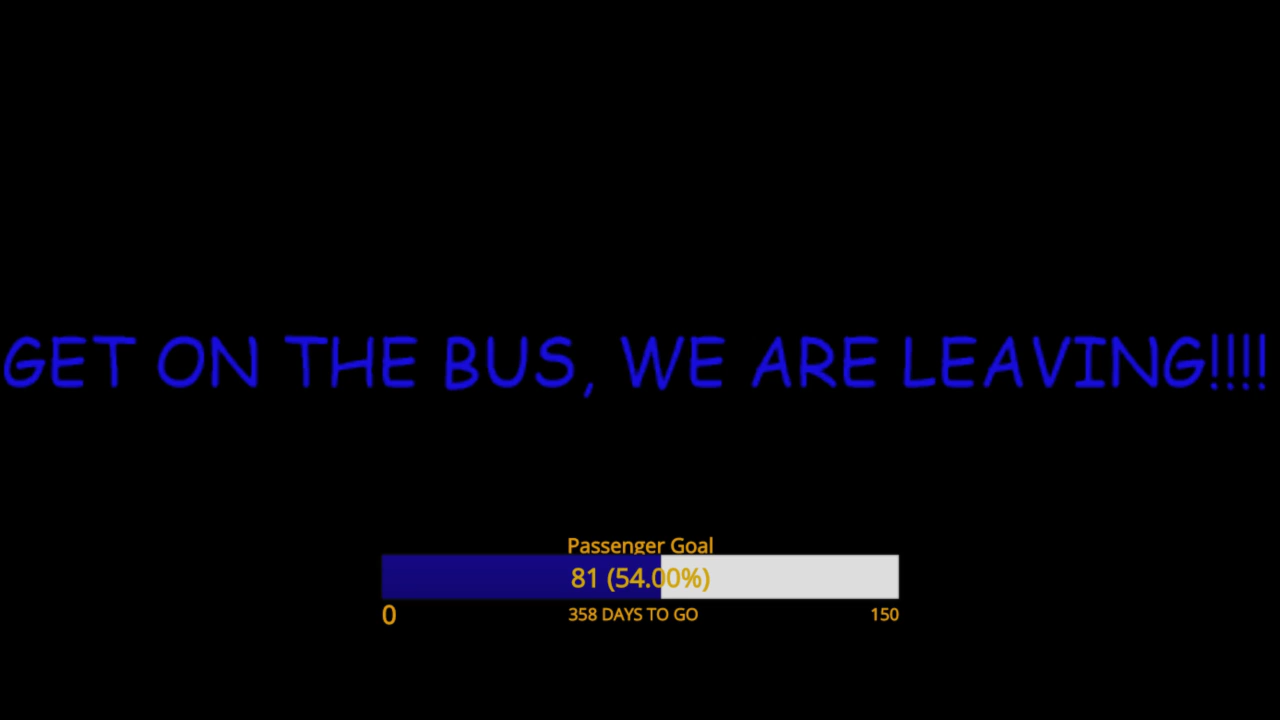 GET ON THE BUS, WE ARE LEAVING!!!!
Passenger Goal
81 (54.00%)
0 358 DAYS TO GO 150